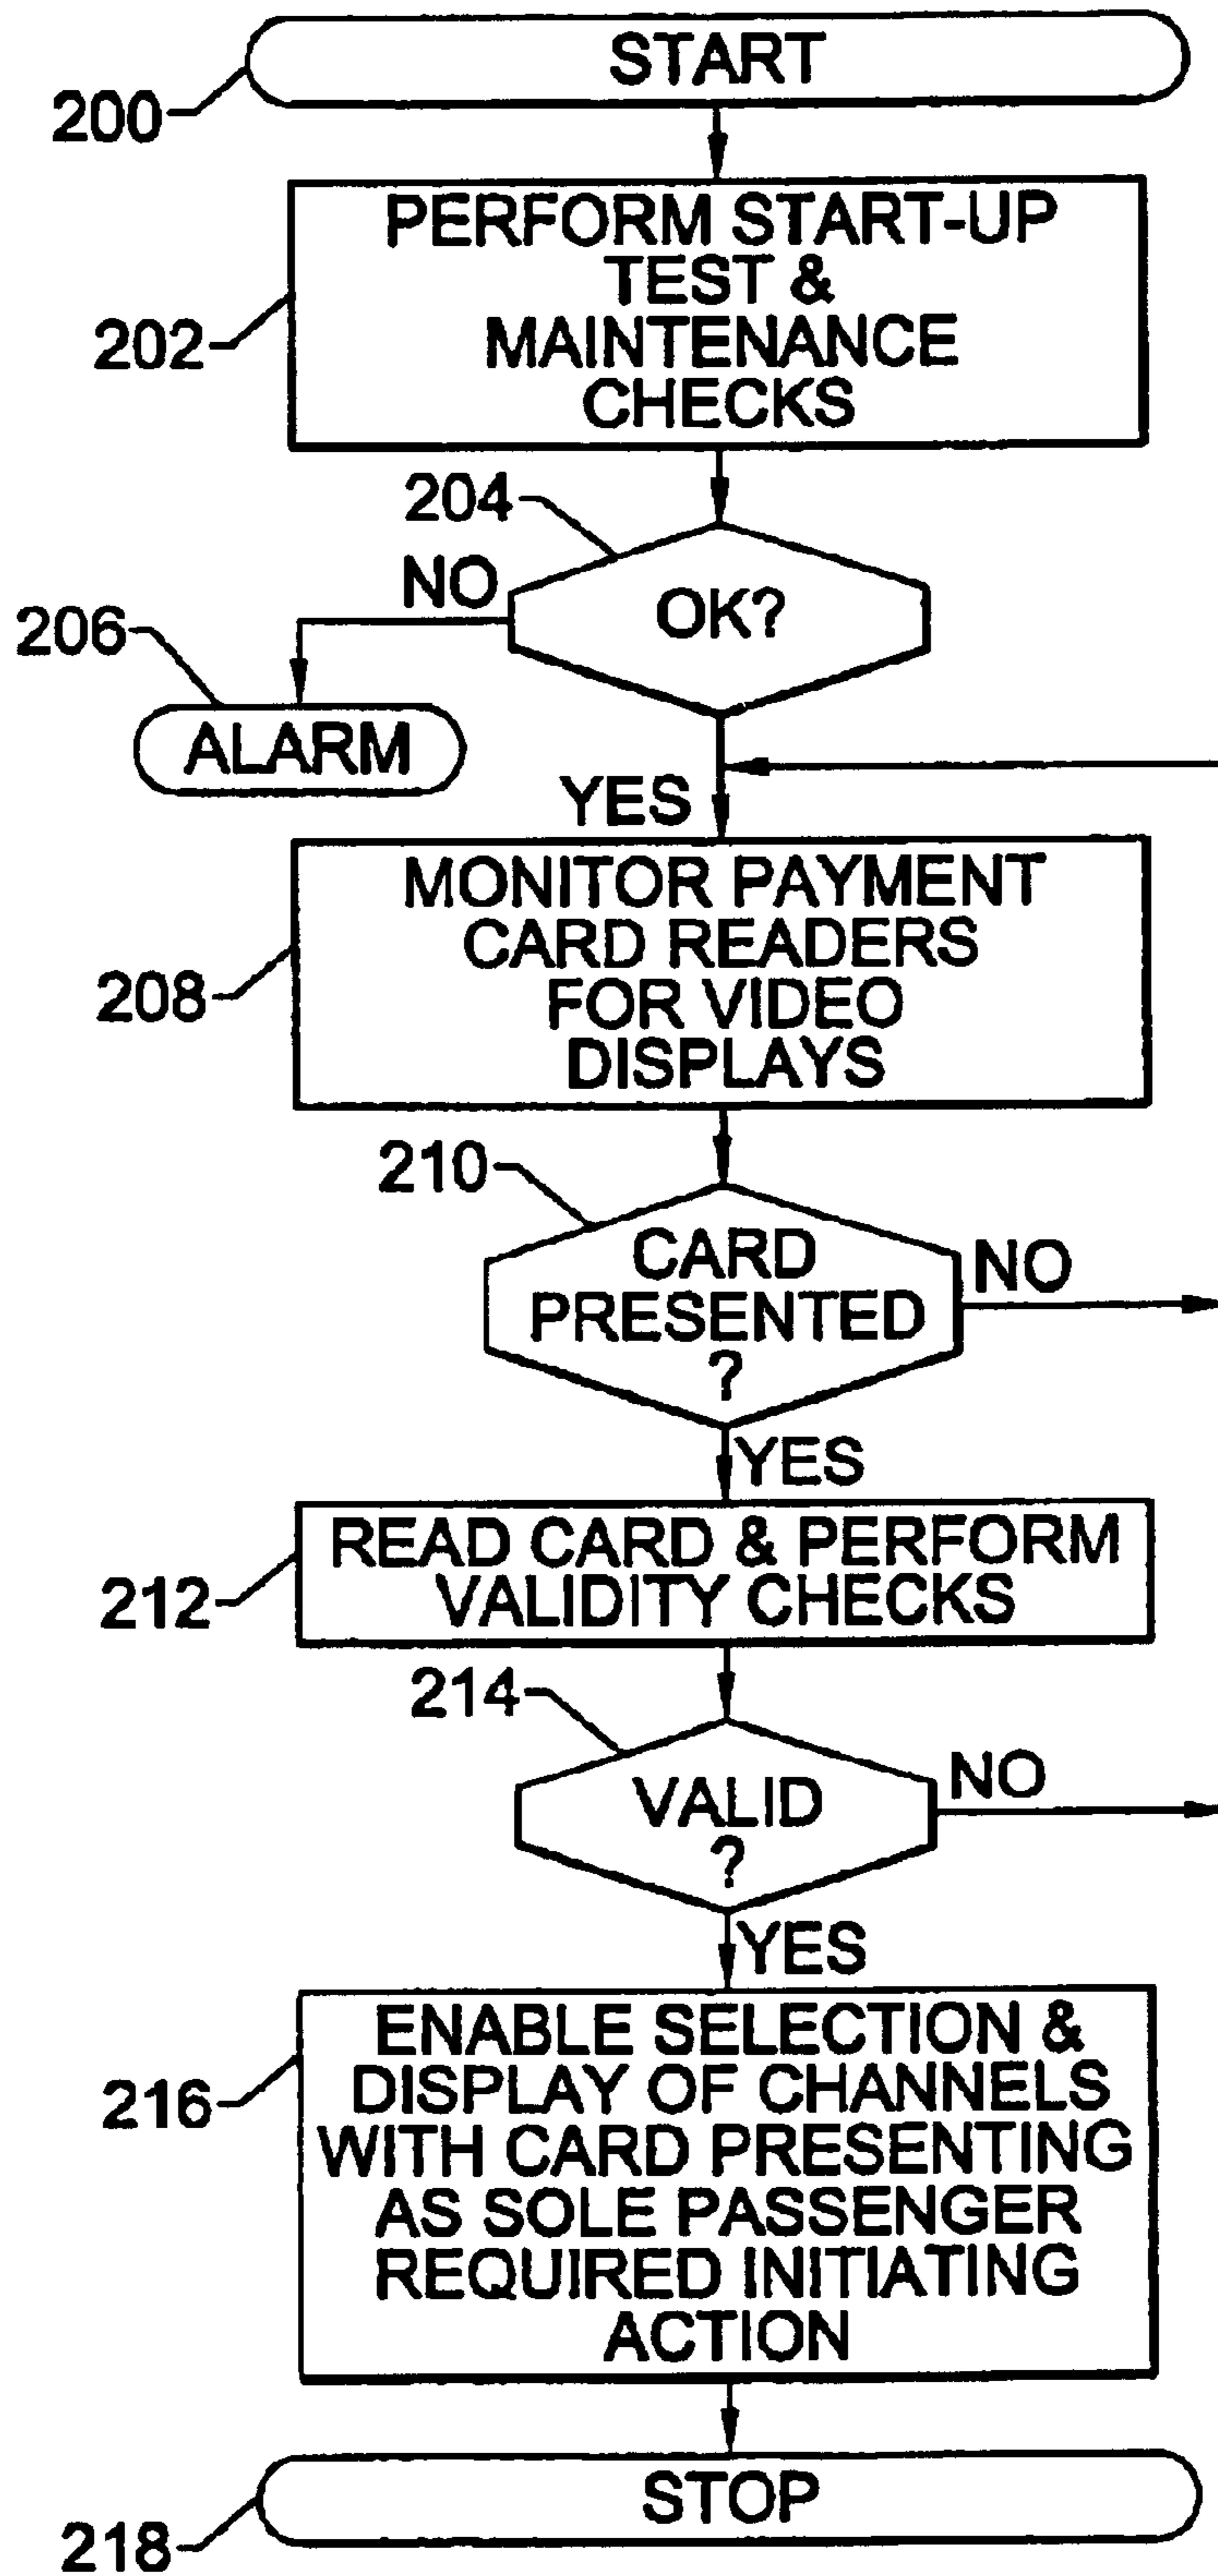 START
200
PERFORM START-UP
TEST &
MAINTENANCE
CHECKS
202
204
NO
OK?
206
ALARM
YES
MONITOR PAYMENT
CARD READERS
FOR VIDEO
DISPLAYS
208
210
CARD
PRESENTED
?
NO
YES
READ CARD & PERFORM
VALIDITY CHECKS
212
214
VALID
?
NO
YES
ENABLE SELECTION &
DISPLAY OF CHANNELS
WITH CARD PRESENTING
AS SOLE PASSENGER
REQUIRED INITIATING
ACTION
216
STOP
218